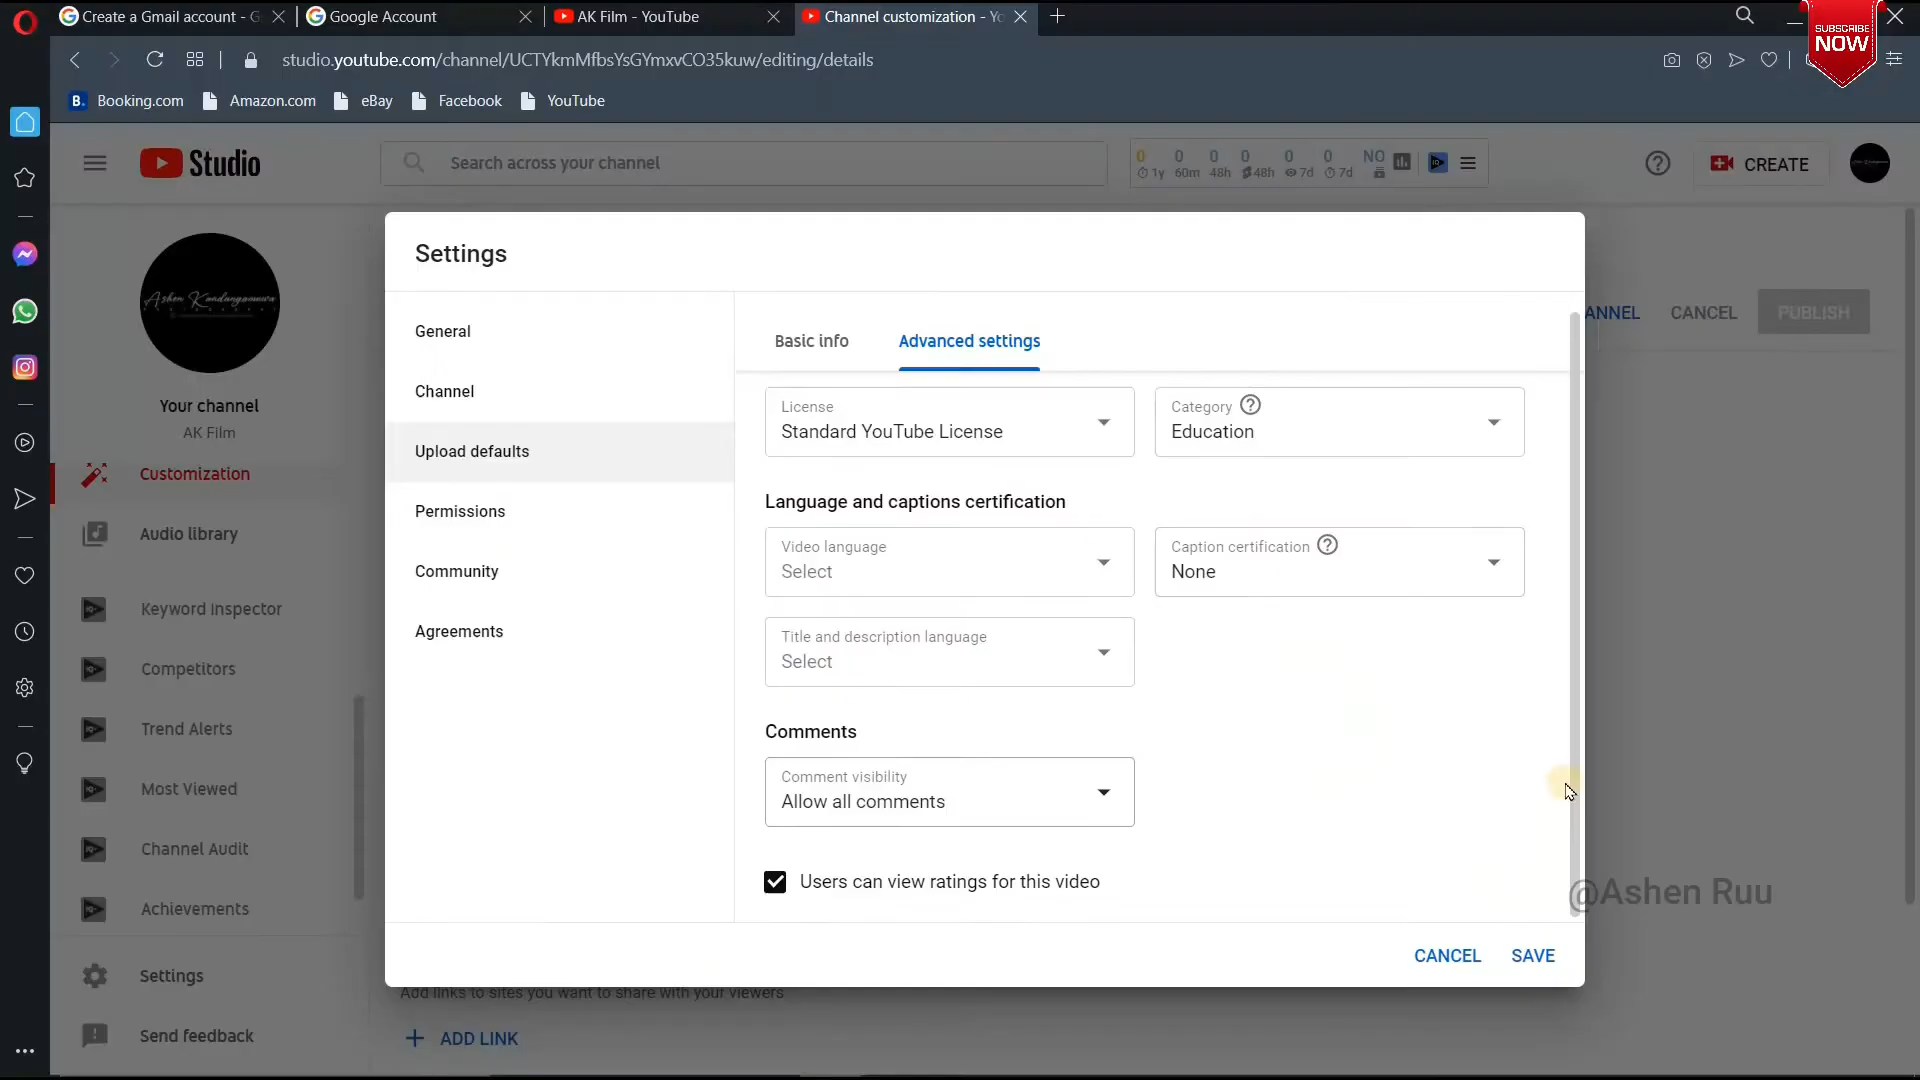 Create a Gmail account - G
Google Account
AK Film - YouTube
Channel customization - Yo
SUBSCRIBE
NOW
studio.youtube.com/channel/UCTYkmMfbsYsGYmxvCO35kuw/editing/details
B. Booking.com
Amazon.com
eBay
Facebook
YouTube
Studio
Search across your channel
0 0 0 0 0 0 NO
1y 60m 48h 48h 7d 7d
CREATE
Ashen Kandangamuwa
Your channel
AK Film
Customization
Audio library
Keyword Inspector
Competitors
Trend Alerts
Most Viewed
Channel Audit
Achievements
Settings
Send feedback
Settings
General
Channel
Upload defaults
Permissions
Community
Agreements
Basic info
Advanced settings
License
Standard YouTube License
Category
Education
Language and captions certification
Video language
Select
Caption certification
None
Title and description language
Select
Comments
Comment visibility
Allow all comments
Users can view ratings for this video
CANCEL
SAVE
ANNEL
CANCEL
PUBLISH
@Ashen Ruu
Add links to sites you want to share with your viewers
ADD LINK